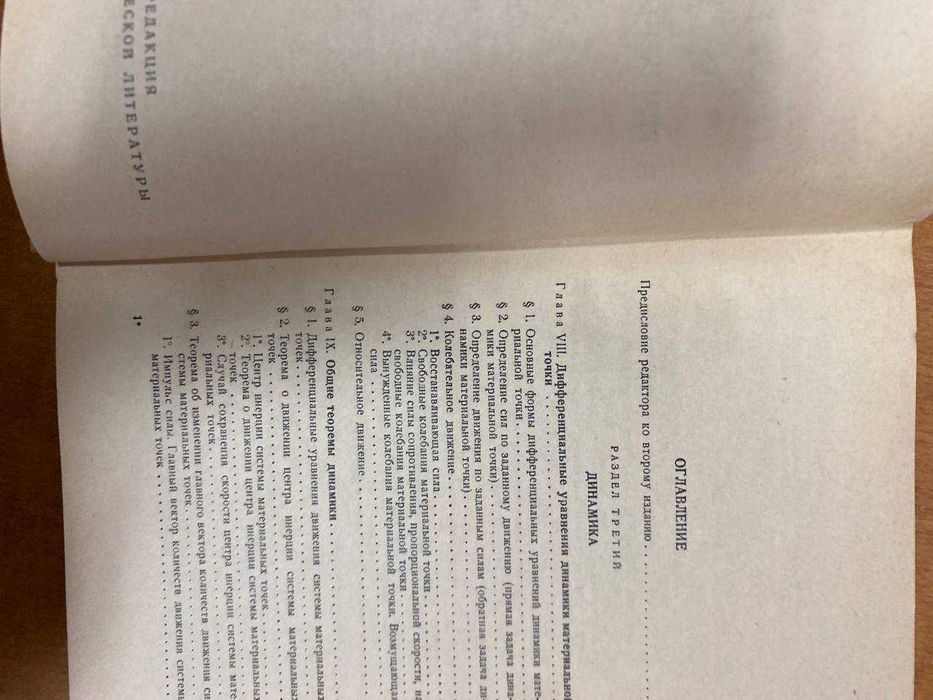 РЕДАКЦИЯ
ЕСКОЙ ЛИТЕРАТУРЫ
ОГЛАВЛЕНИЕ
Предисловие редактора ко второму изданию
РАЗДЕЛ ТРЕТИЙ
ДИНАМИКА
Глава VIII. Дифференциальные уравнения динамики материальной
точки
§ 1. Основные формы дифференциальных уравнений динамики мате-
риальной точки
§ 2. Определение сил по заданному движению (прямая задача дина-
мики материальной точки)
§ 3. Определение движения по заданным силам (обратная задача ди-
намики материальной точки)
§ 4. Колебательное движение
1°. Восстанавливающая сила
2°. Свободные колебания материальной точки
3°. Влияние силы сопротивления, пропорциональной скорости, на
свободные колебания материальной точки
4°. Вынужденные колебания материальной точки. Возмущающая
сила
§ 5. Относительное движение
Глава IX. Общие теоремы динамики
§ 1. Дифференциальные уравнения движения системы материальных
точек
§ 2. Теорема о движении центра инерции системы материальных
точек
1°. Центр инерции системы материальных точек
2°. Теорема о движении центра инерции системы материальных
точек
3°. Случай сохранения скорости центра инерции системы мате-
риальных точек
§ 3. Теорема об изменении главного вектора количеств движения си-
стемы материальных точек
1°. Импульс силы. Главный вектор количеств движения системы
материальных точек
1*